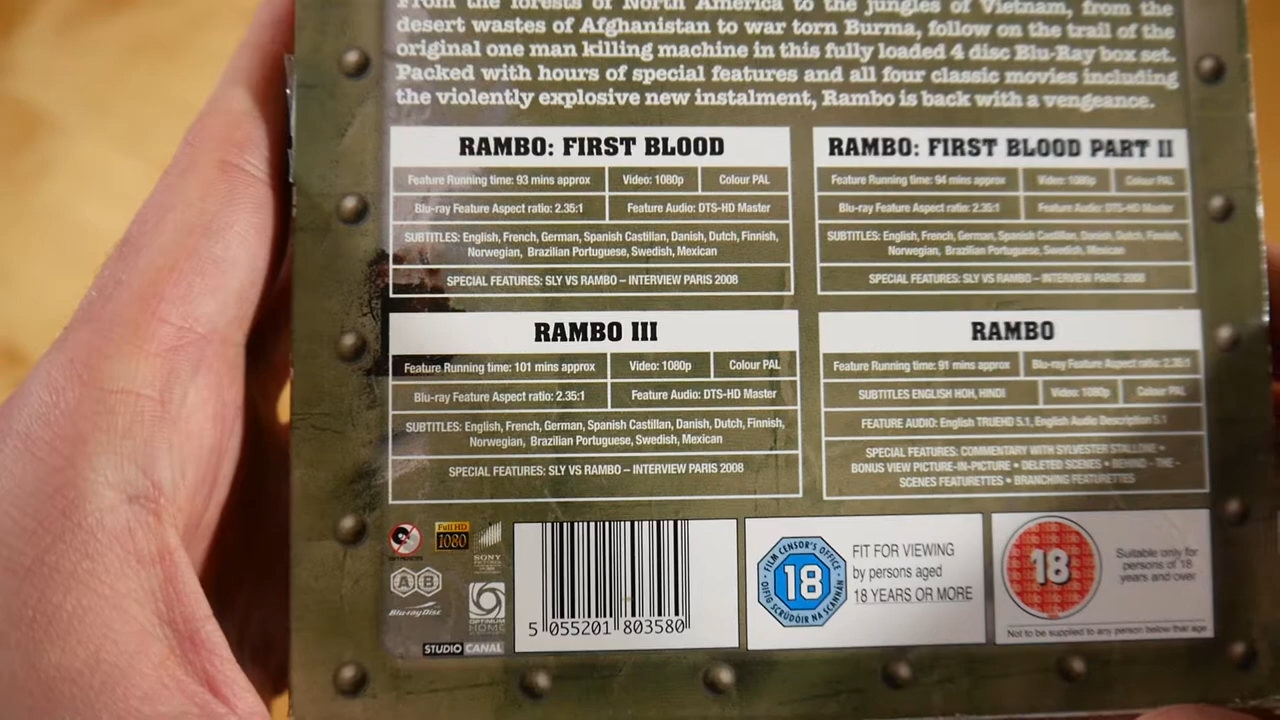 From the forests of North America to the jungles of Vietnam, from the
desert wastes of Afghanistan to war torn Burma, follow on the trail of the
original one man killing machine in this fully loaded 4 disc Blu-Ray box set.
Packed with hours of special features and all four classic movies including
the violently explosive new instalment, Rambo is back with a vengeance.
RAMBO: FIRST BLOOD
Feature Running time: 93 mins approx
Video: 1080p
Colour PAL
Blu-ray Feature Aspect ratio: 2.35:1
Feature Audio: DTS-HD Master
SUBTITLES: English, French, German, Spanish Castilian, Danish, Dutch, Finnish,
Norwegian, Brazilian Portuguese, Swedish, Mexican
SPECIAL FEATURES: SLY VS RAMBO – INTERVIEW PARIS 2008
RAMBO: FIRST BLOOD PART II
Feature Running time: 94 mins approx
Video: 1080p
Colour PAL
Blu-ray Feature Aspect ratio: 2.35:1
Feature Audio: DTS-HD Master
SUBTITLES: English, French, German, Spanish Castilian, Danish, Dutch, Finnish,
Norwegian, Brazilian Portuguese, Swedish, Mexican
SPECIAL FEATURES: SLY VS RAMBO – INTERVIEW PARIS 2008
RAMBO III
Feature Running time: 101 mins approx
Video: 1080p
Colour PAL
Blu-ray Feature Aspect ratio: 2.35:1
Feature Audio: DTS-HD Master
SUBTITLES: English, French, German, Spanish Castilian, Danish, Dutch, Finnish,
Norwegian, Brazilian Portuguese, Swedish, Mexican
SPECIAL FEATURES: SLY VS RAMBO – INTERVIEW PARIS 2008
RAMBO
Feature Running time: 91 mins approx
Blu-ray Feature Aspect ratio: 2.35:1
SUBTITLES ENGLISH HOH, HINDI
Video: 1080p
Colour PAL
FEATURE AUDIO: English TRUEHD 5.1, English Audio Description 5.1
SPECIAL FEATURES: COMMENTARY WITH SYLVESTER STALLONE •
BONUS VIEW PICTURE-IN-PICTURE • DELETED SCENES • BEHIND - THE -
SCENES FEATURETTES • BRANCHING FEATURETTES
Full HD
1080
SONY
PICTURES
A B
Blu-ray Disc
OPTIMUM
HOME
STUDIO CANAL
5 055201 803580
FILM CENSOR'S OFFICE
18
OIFIG SCRÚDÓIR NA SCANNÁN
FIT FOR VIEWING
by persons aged
18 YEARS OR MORE
18
Suitable only for
persons of 18
years and over
Not to be supplied to any person below that age